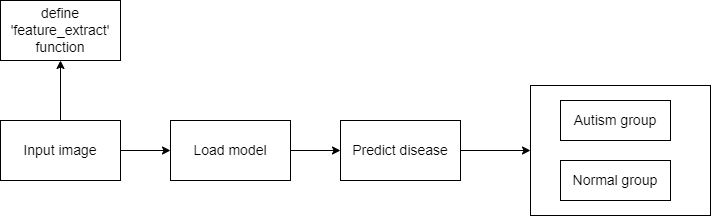 define
'feature_extract'
function
Input image
Load model
Predict disease
Autism group
Normal group